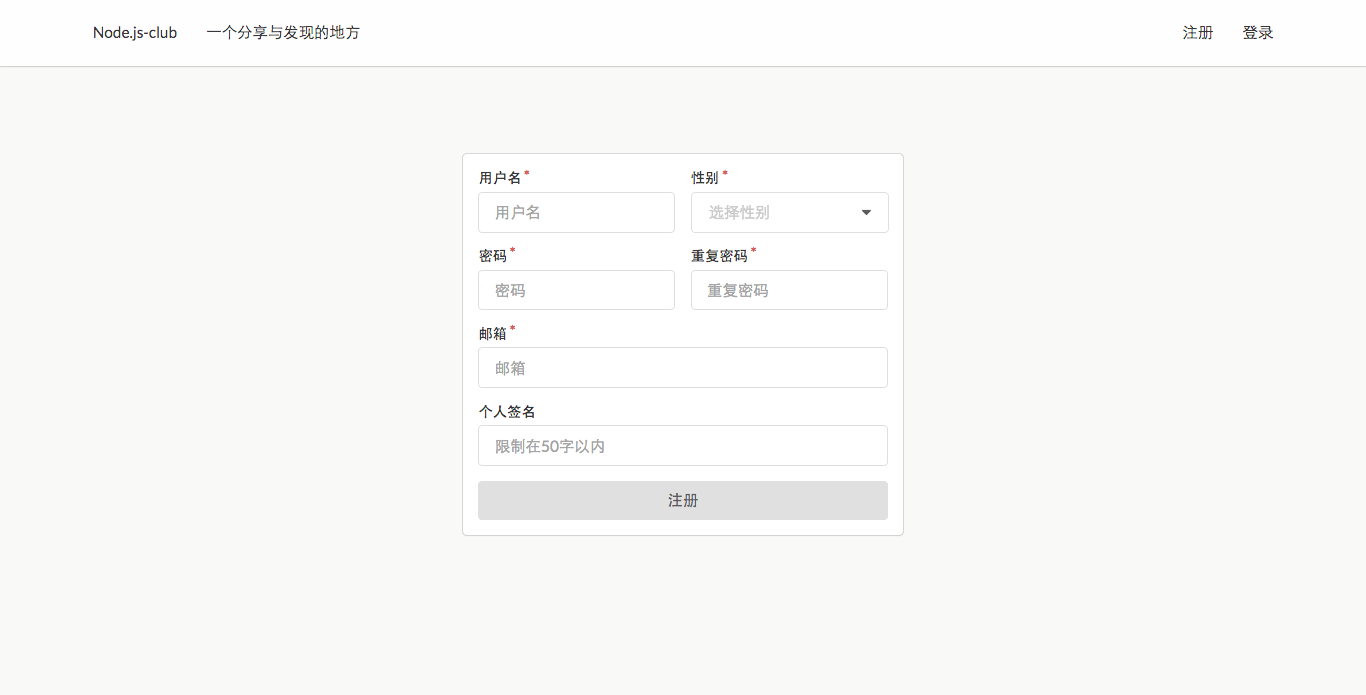 Node.js-club 一个分享与发现的地方 注册 登录
用户名* 性别*
用户名 选择性别
密码* 重复密码*
密码 重复密码
邮箱*
邮箱
个人签名
限制在50字以内
注册